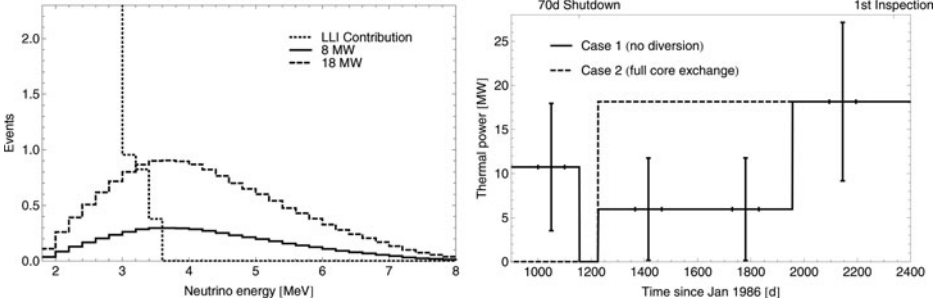 70d Shutdown 1st Inspection
LLI Contribution
8 MW
18 MW
Events
2.0
1.5
1.0
0.5
0.0
2 3 4 5 6 7 8
Neutrino energy [MeV]
Case 1 (no diversion)
Case 2 (full core exchange)
Thermal power [MW]
25
20
15
10
5
0
1000 1200 1400 1600 1800 2000 2200 2400
Time since Jan 1986 [d]